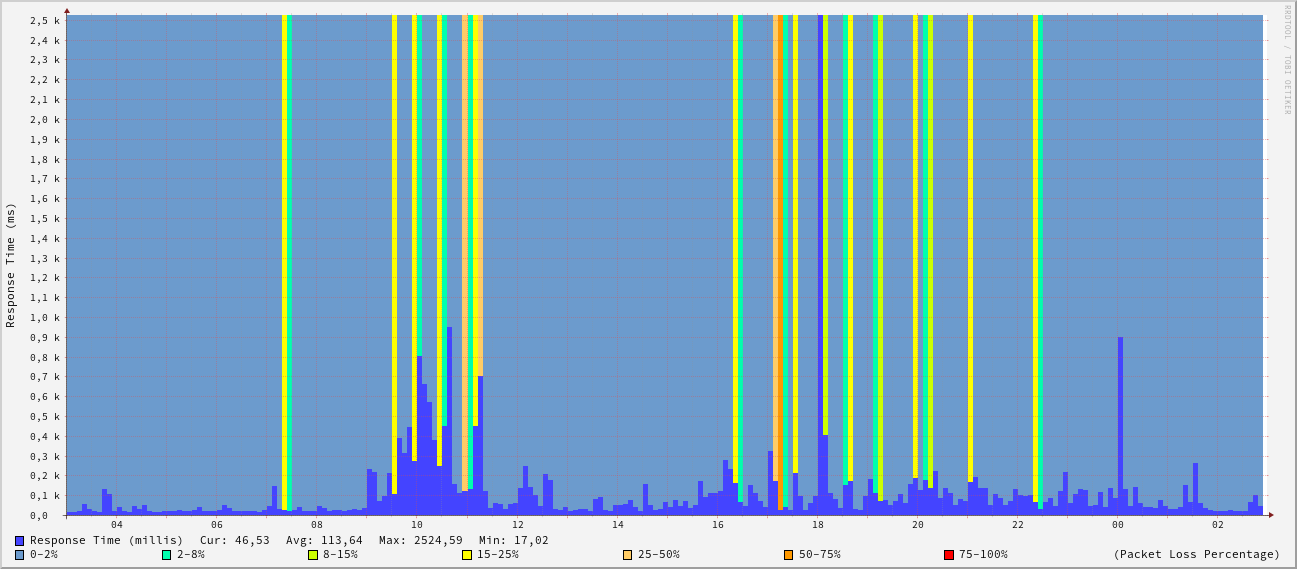 RRDTOOL / TOBI OETIKER
Response Time (ms)
2,5 k
2,4 k
2,3 k
2,2 k
2,1 k
2,0 k
1,9 k
1,8 k
1,7 k
1,6 k
1,5 k
1,4 k
1,3 k
1,2 k
1,1 k
1,0 k
0,9 k
0,8 k
0,7 k
0,6 k
0,5 k
0,4 k
0,3 k
0,2 k
0,1 k
0,0
04 06 08 10 12 14 16 18 20 22 00 02
Response Time (millis) Cur: 46,53 Avg: 113,64 Max: 2524,59 Min: 17,02
0-2% 2-8% 8-15% 15-25% 25-50% 50-75% 75-100% (Packet Loss Percentage)